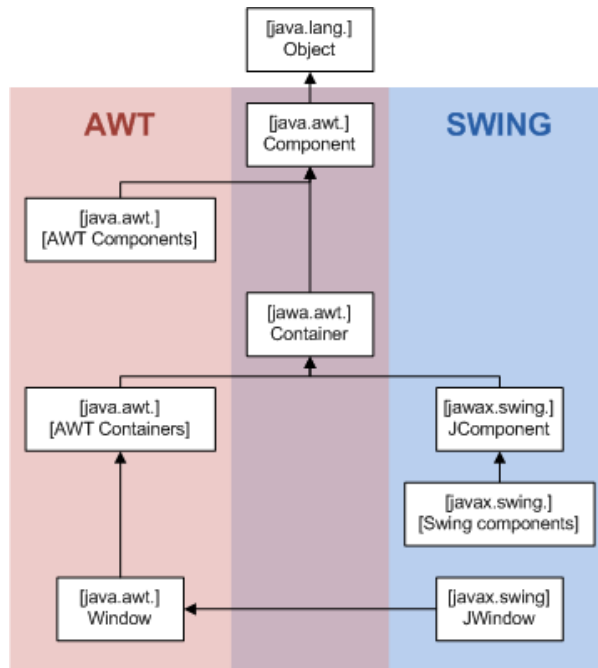 [java.lang.]
Object
AWT
SWING
[java.awt.]
Component
[java.awt.]
[AWT Components]
[jawa.awt.]
Container
[java.awt.]
[AWT Containers]
[jawax.swing.]
JComponent
[javax.swing.]
[Swing components]
[java.awt.]
Window
[javax.swing]
JWindow